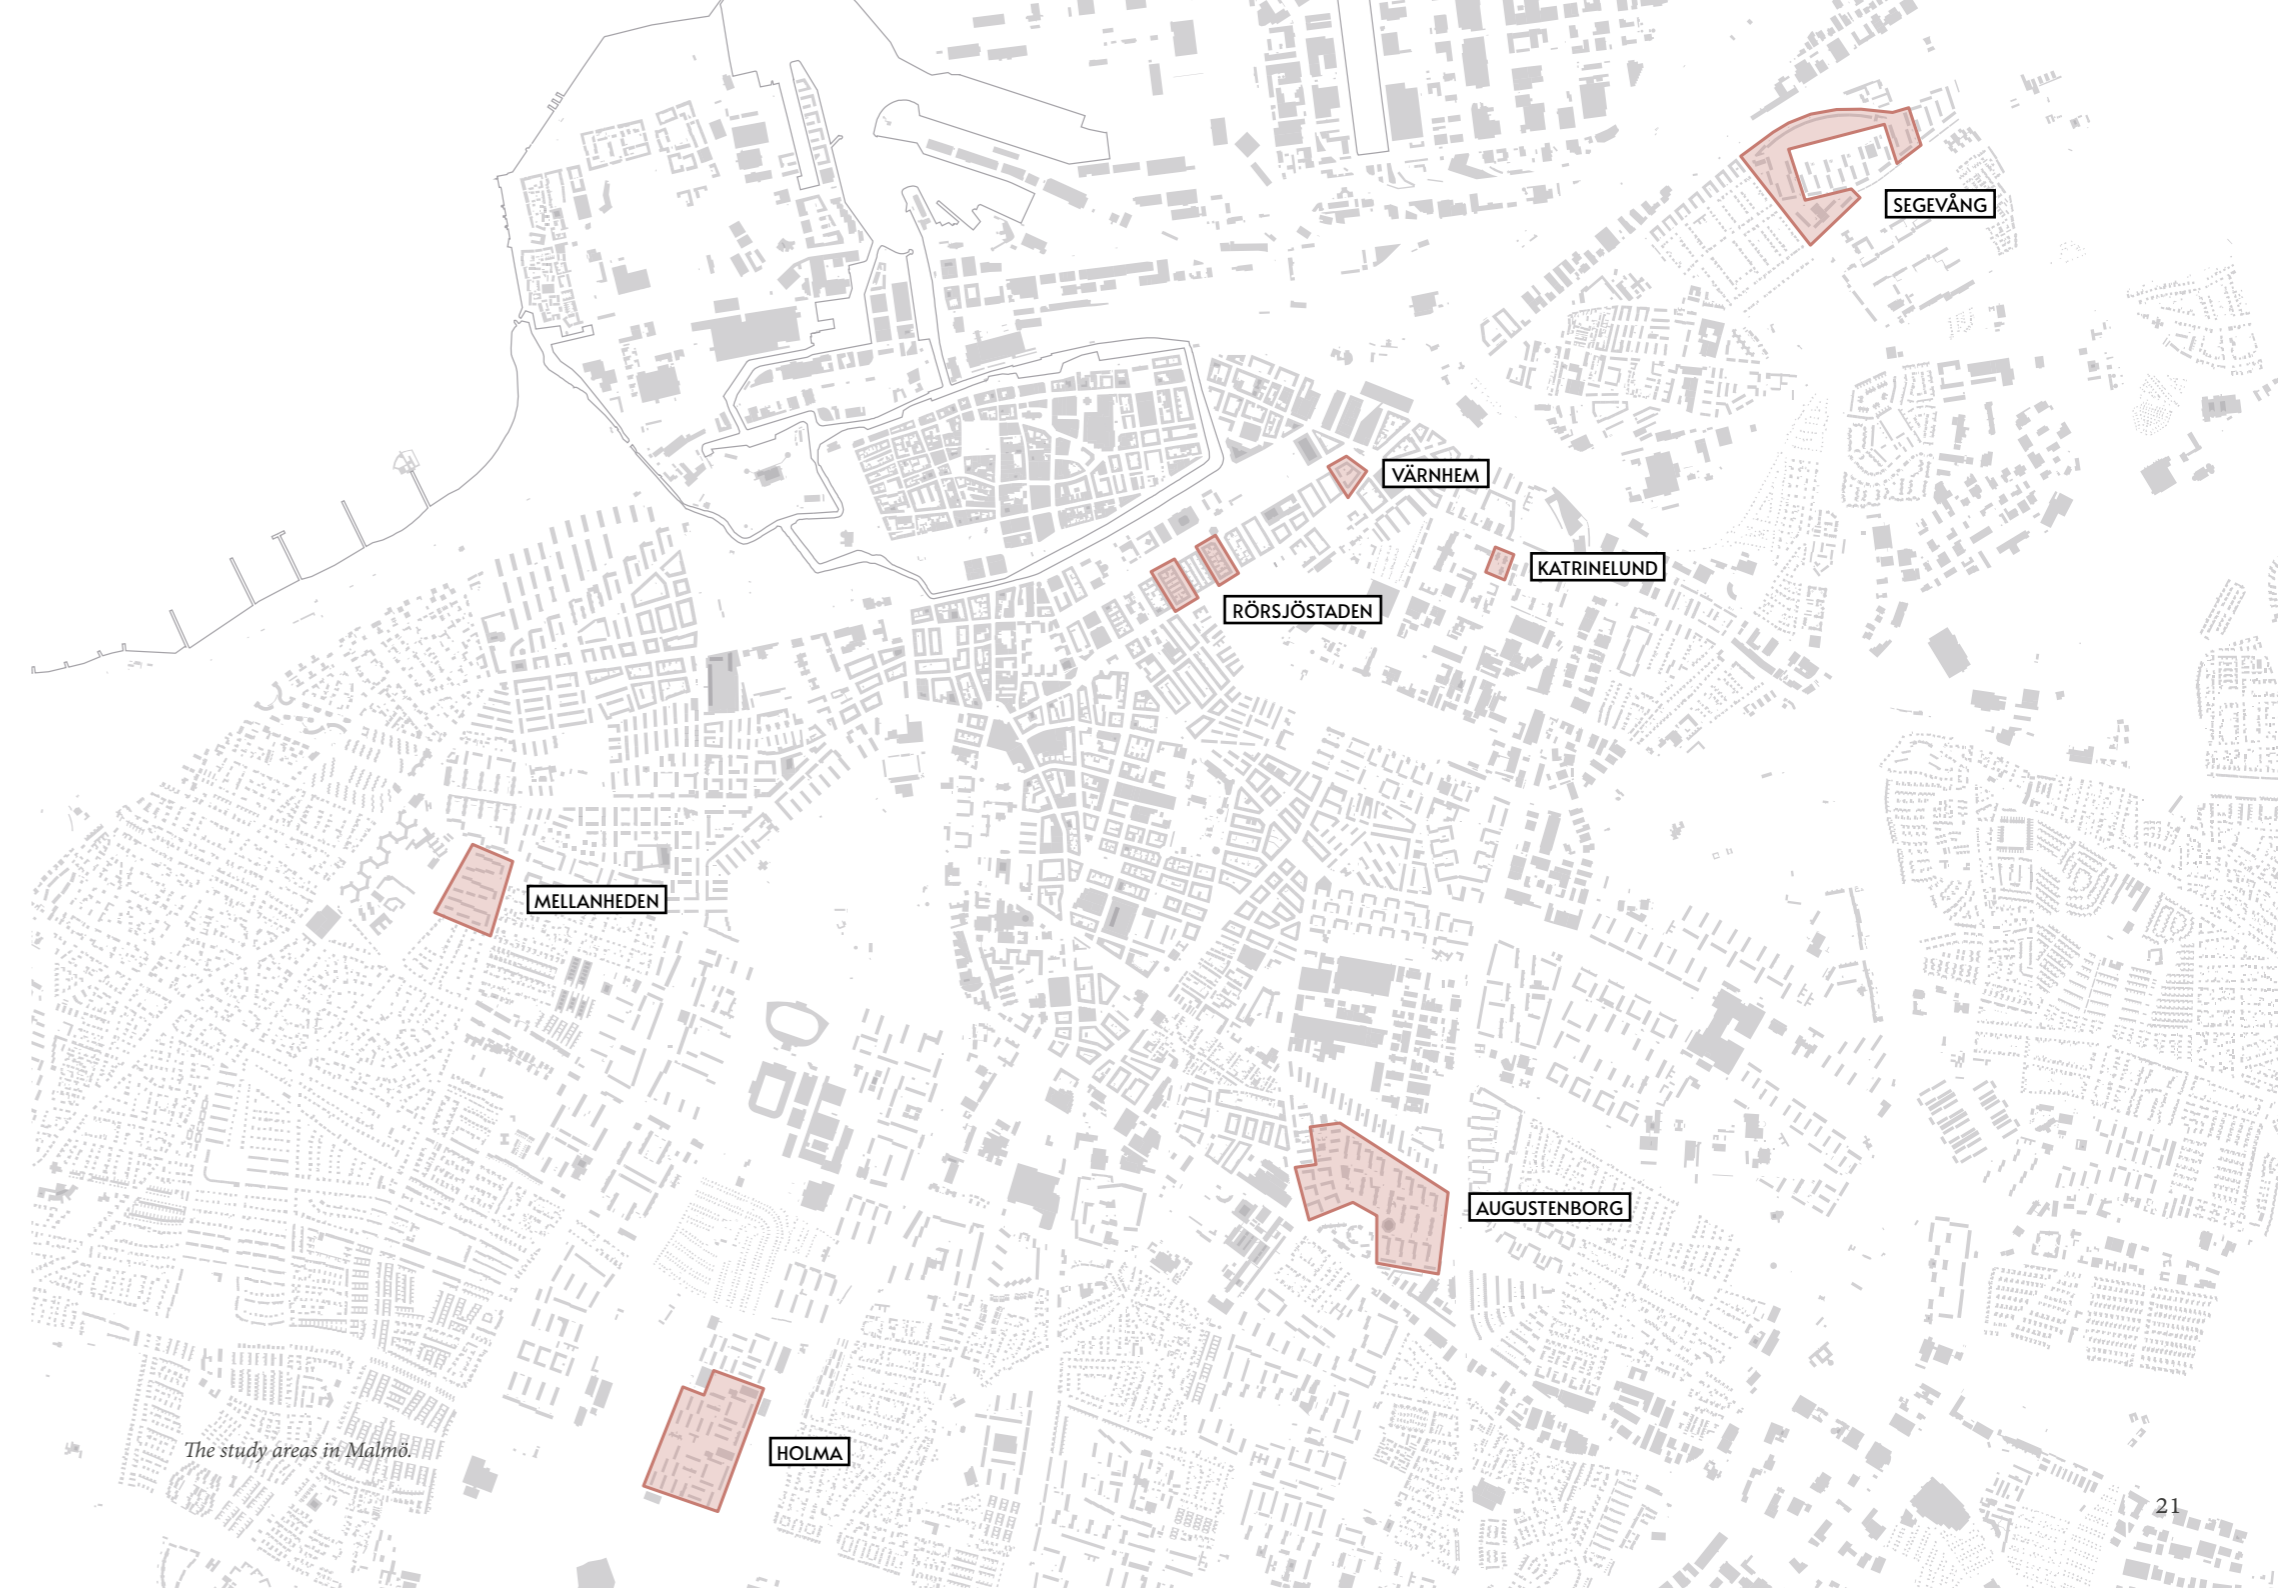 SEGEVÅNG
VÄRNHEM
KATRINELUND
RÖRSJÖSTADEN
MELLANHEDEN
AUGUSTENBORG
HOLMA
The study areas in Malmö.
21